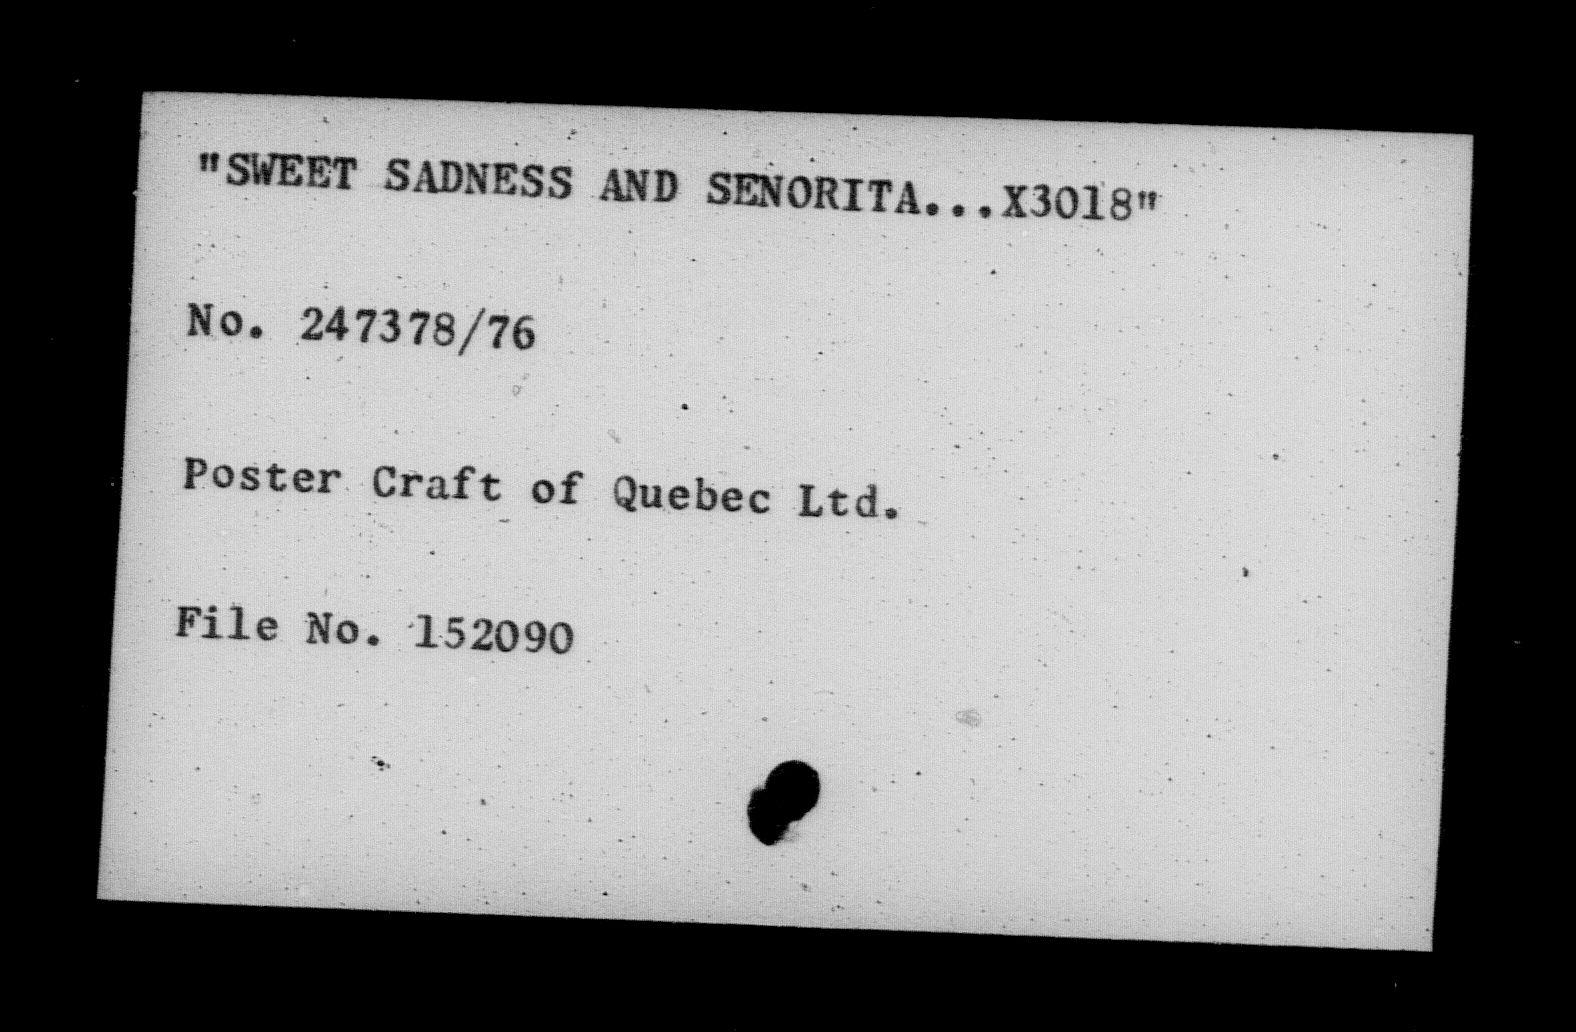 "SWEET SADNESS AND SENORITA...X3018"
No. 247378/76
Poster Craft of Quebec Ltd.
File No. 152090